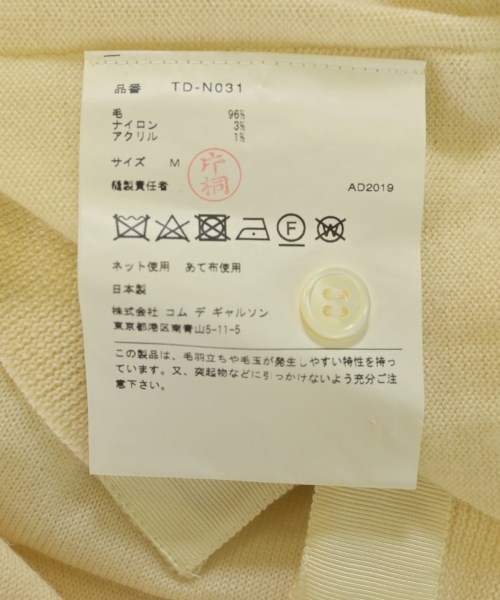 品番 TD-N031
毛 96%
ナイロン 3%
アクリル 1%
サイズ M
片桐
縫製責任者 AD2019
F W
ネット使用 あて布使用
日本製
株式会社 コム デ ギャルソン
東京都港区南青山5-11-5
この製品は、毛羽立ちや毛玉が発生しやすい特性を持っ
ています。又、突起物などに引っかけないよう充分ご注
意下さい。